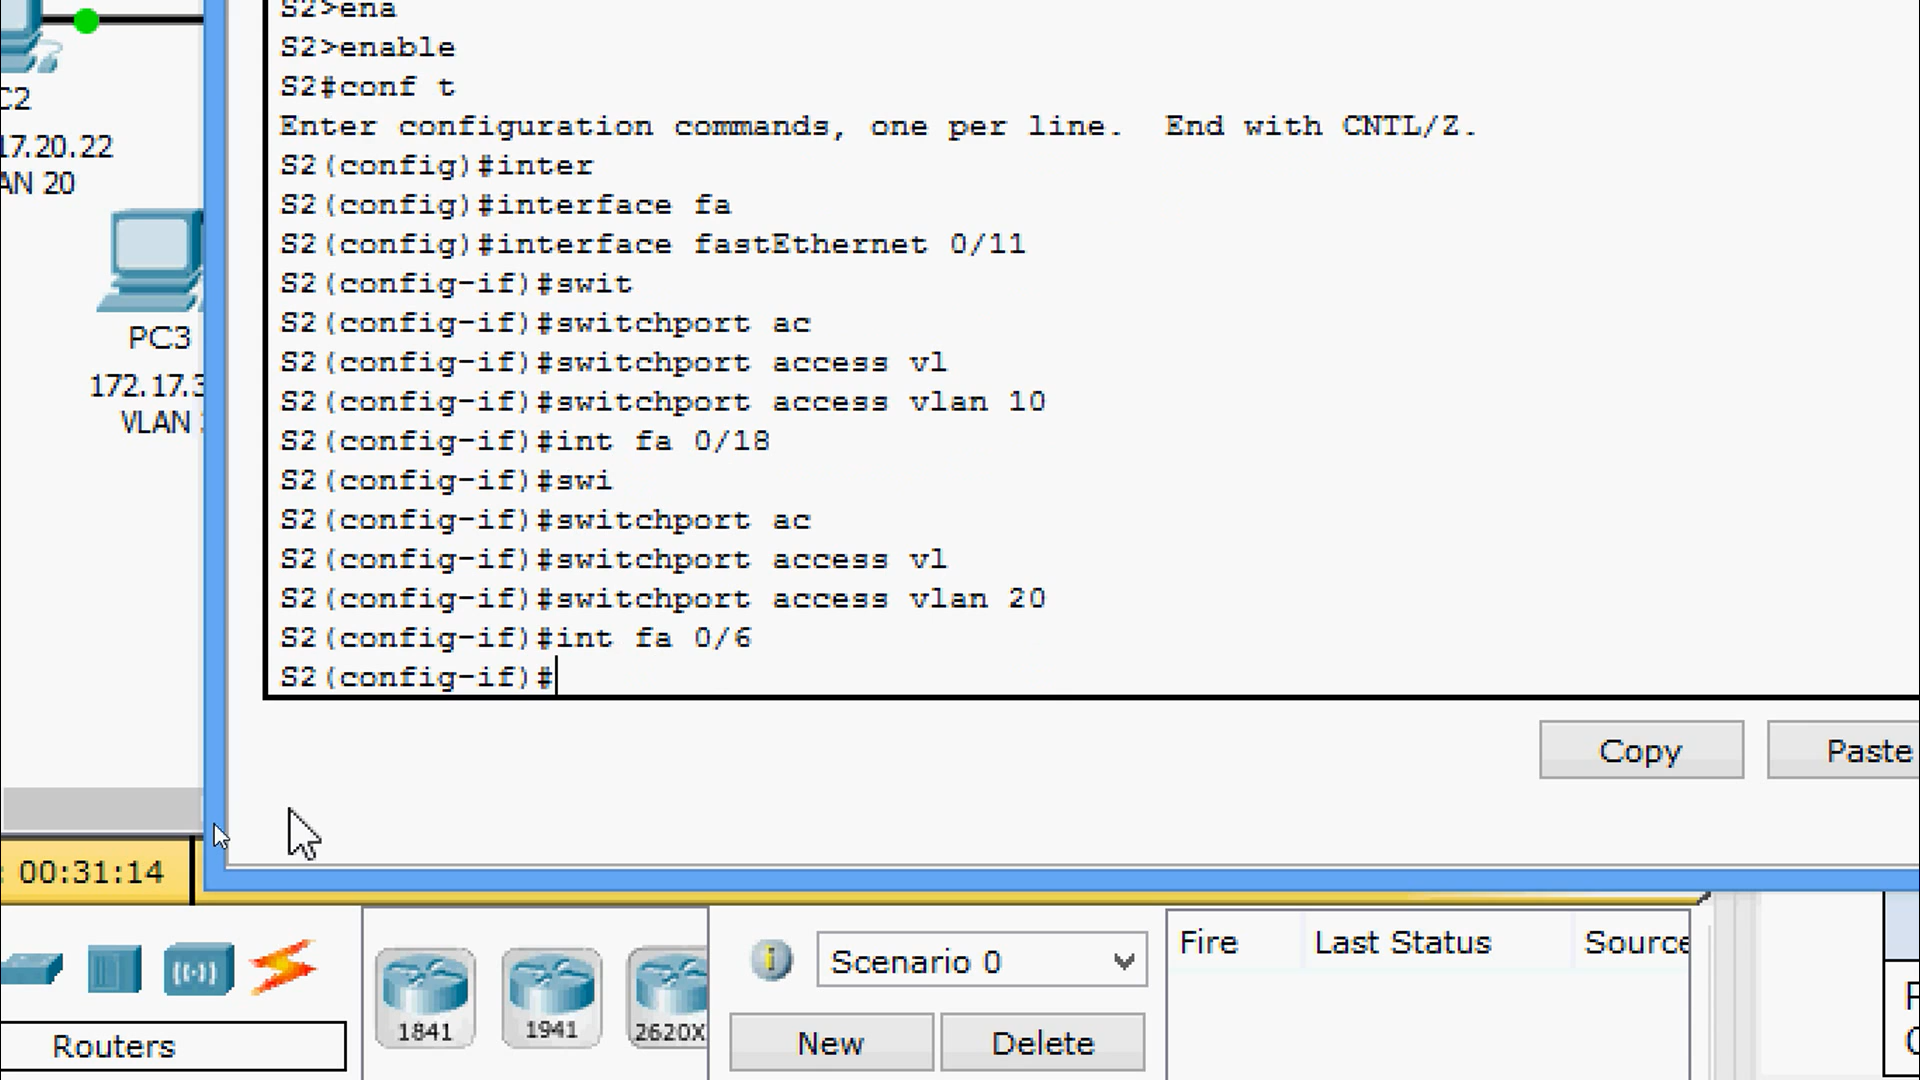 S2>ena
S2>enable
S2#conf t
Enter configuration commands, one per line.  End with CNTL/Z.
S2(config)#inter
S2(config)#interface fa
S2(config)#interface fastEthernet 0/11
S2(config-if)#swit
S2(config-if)#switchport ac
S2(config-if)#switchport access vl
S2(config-if)#switchport access vlan 10
S2(config-if)#int fa 0/18
S2(config-if)#swi
S2(config-if)#switchport ac
S2(config-if)#switchport access vl
S2(config-if)#switchport access vlan 20
S2(config-if)#int fa 0/6
S2(config-if)#
C2
17.20.22
AN 20
PC3
172.17.3
VLAN
Copy
Paste
: 00:31:14
Routers
1841
1941
2620X
Scenario 0
New
Delete
Fire
Last Status
Source